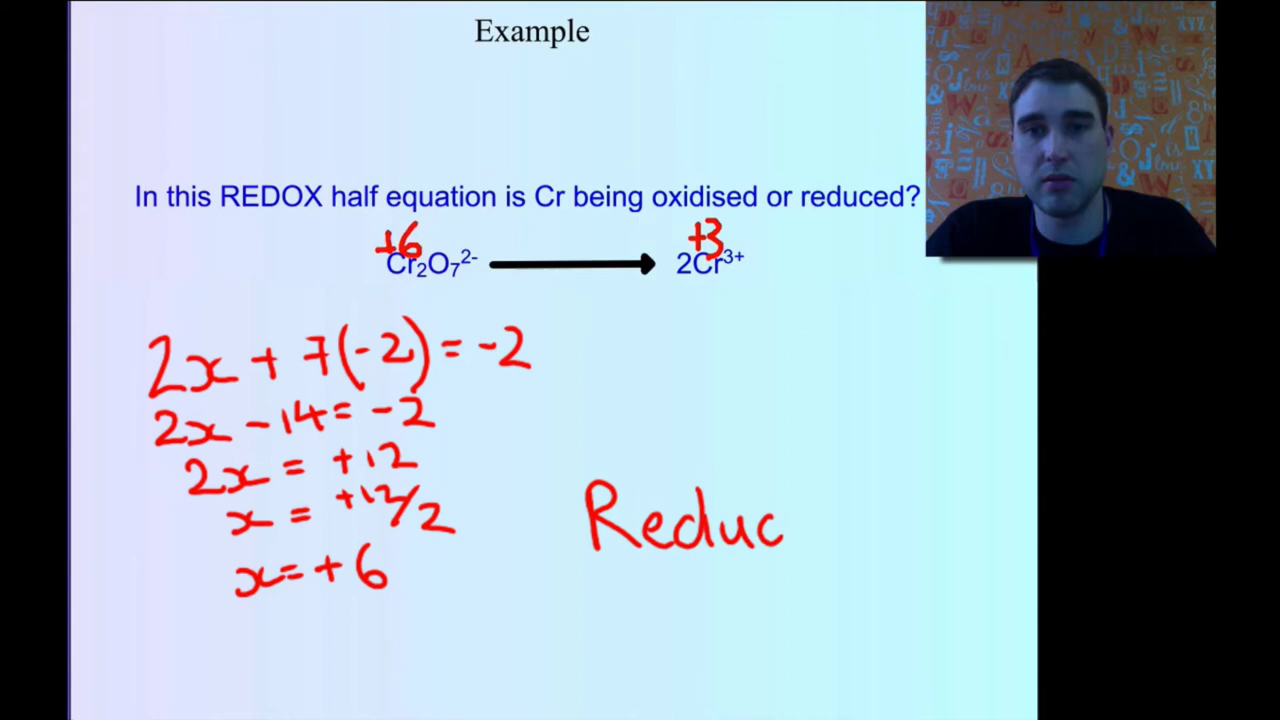 Example
In this REDOX half equation is Cr being oxidised or reduced?
+6 +3
Cr₂O₇²⁻ 2Cr³⁺
2x + 7(-2) = -2
2x - 14 = -2
2x = +12
x = +12/2
x = +6
Reduc